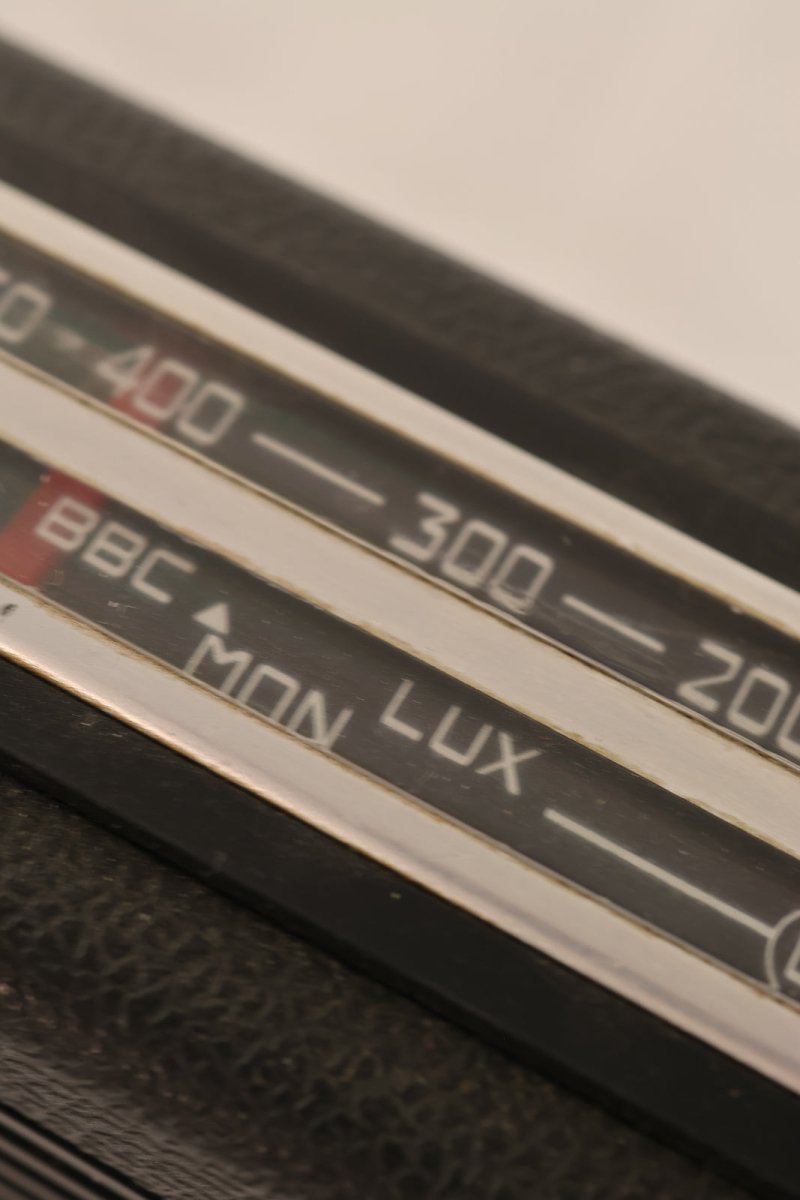 400 — 300 — 200
BBC ▲ LUX —
MON